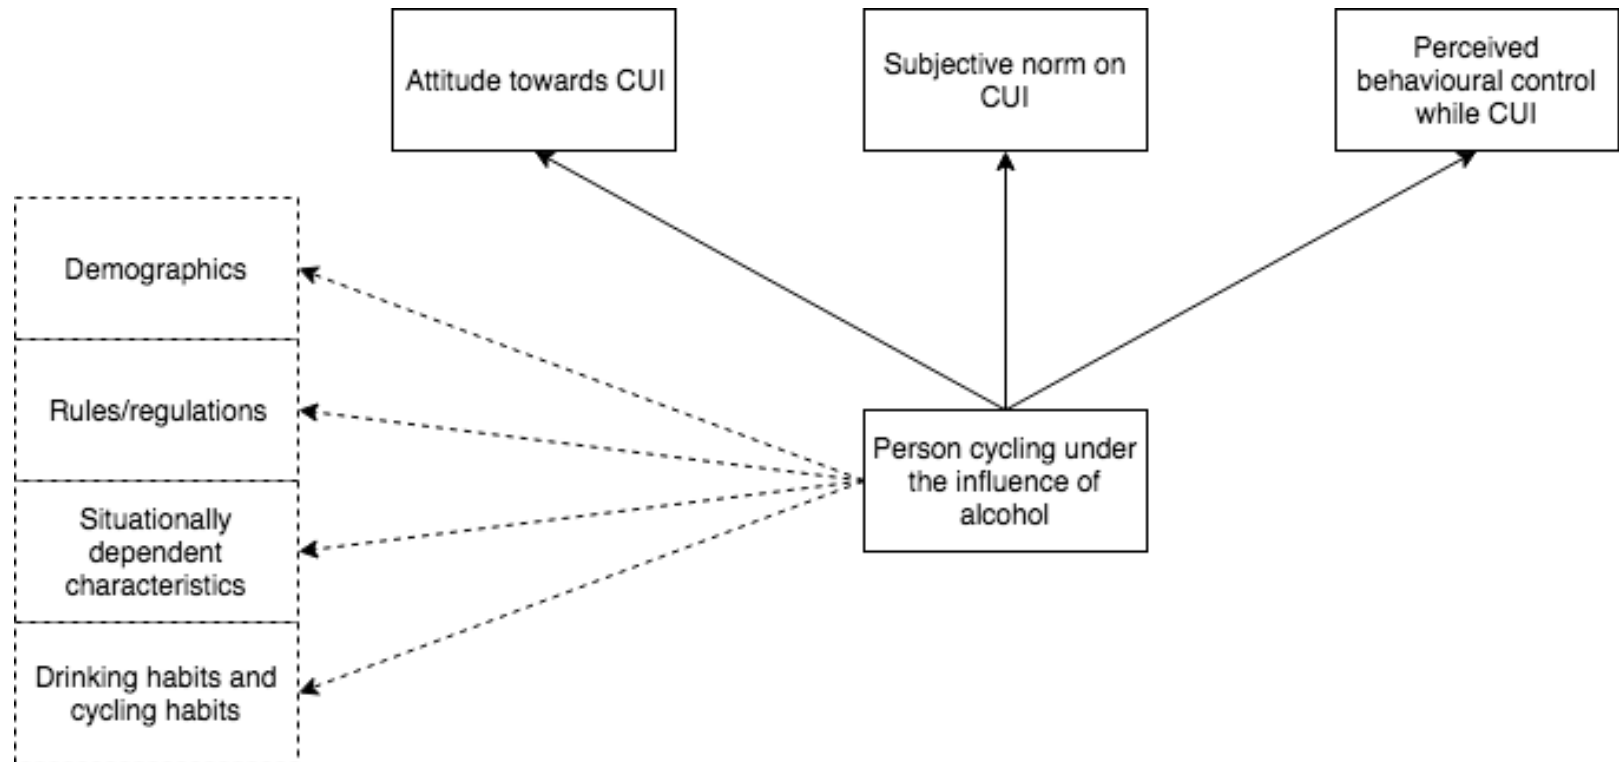 Attitude towards CUI
Subjective norm on
CUI
Perceived
behavioural control
while CUI
Demographics
Rules/regulations
Situationally
dependent
characteristics
Drinking habits and
cycling habits
Person cycling under
the influence of
alcohol